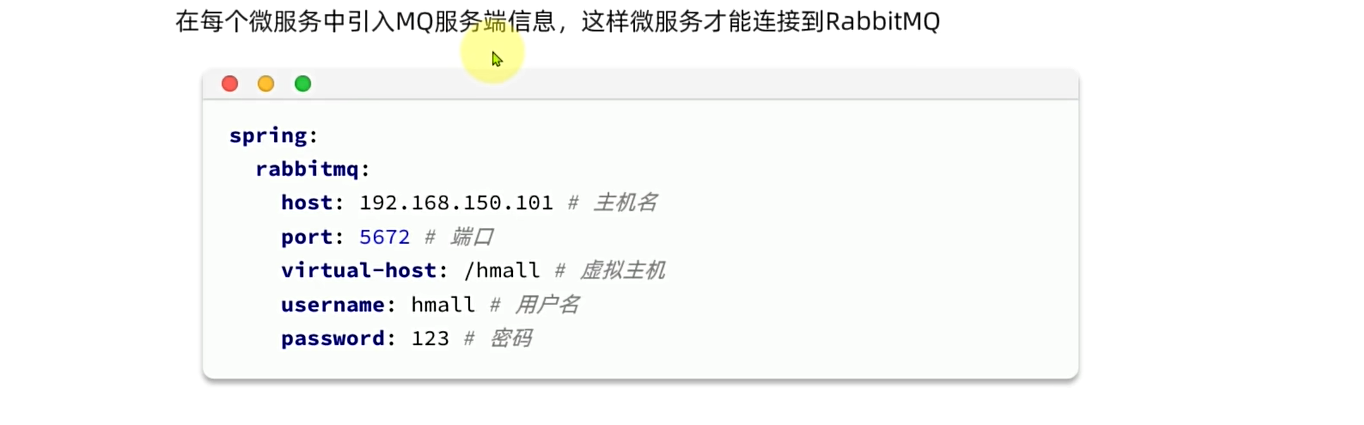 在每个微服务中引入MQ服务端信息，这样微服务才能连接到RabbitMQ
spring:
  rabbitmq:
    host: 192.168.150.101 # 主机名
    port: 5672 # 端口
    virtual-host: /hmall # 虚拟主机
    username: hmall # 用户名
    password: 123 # 密码